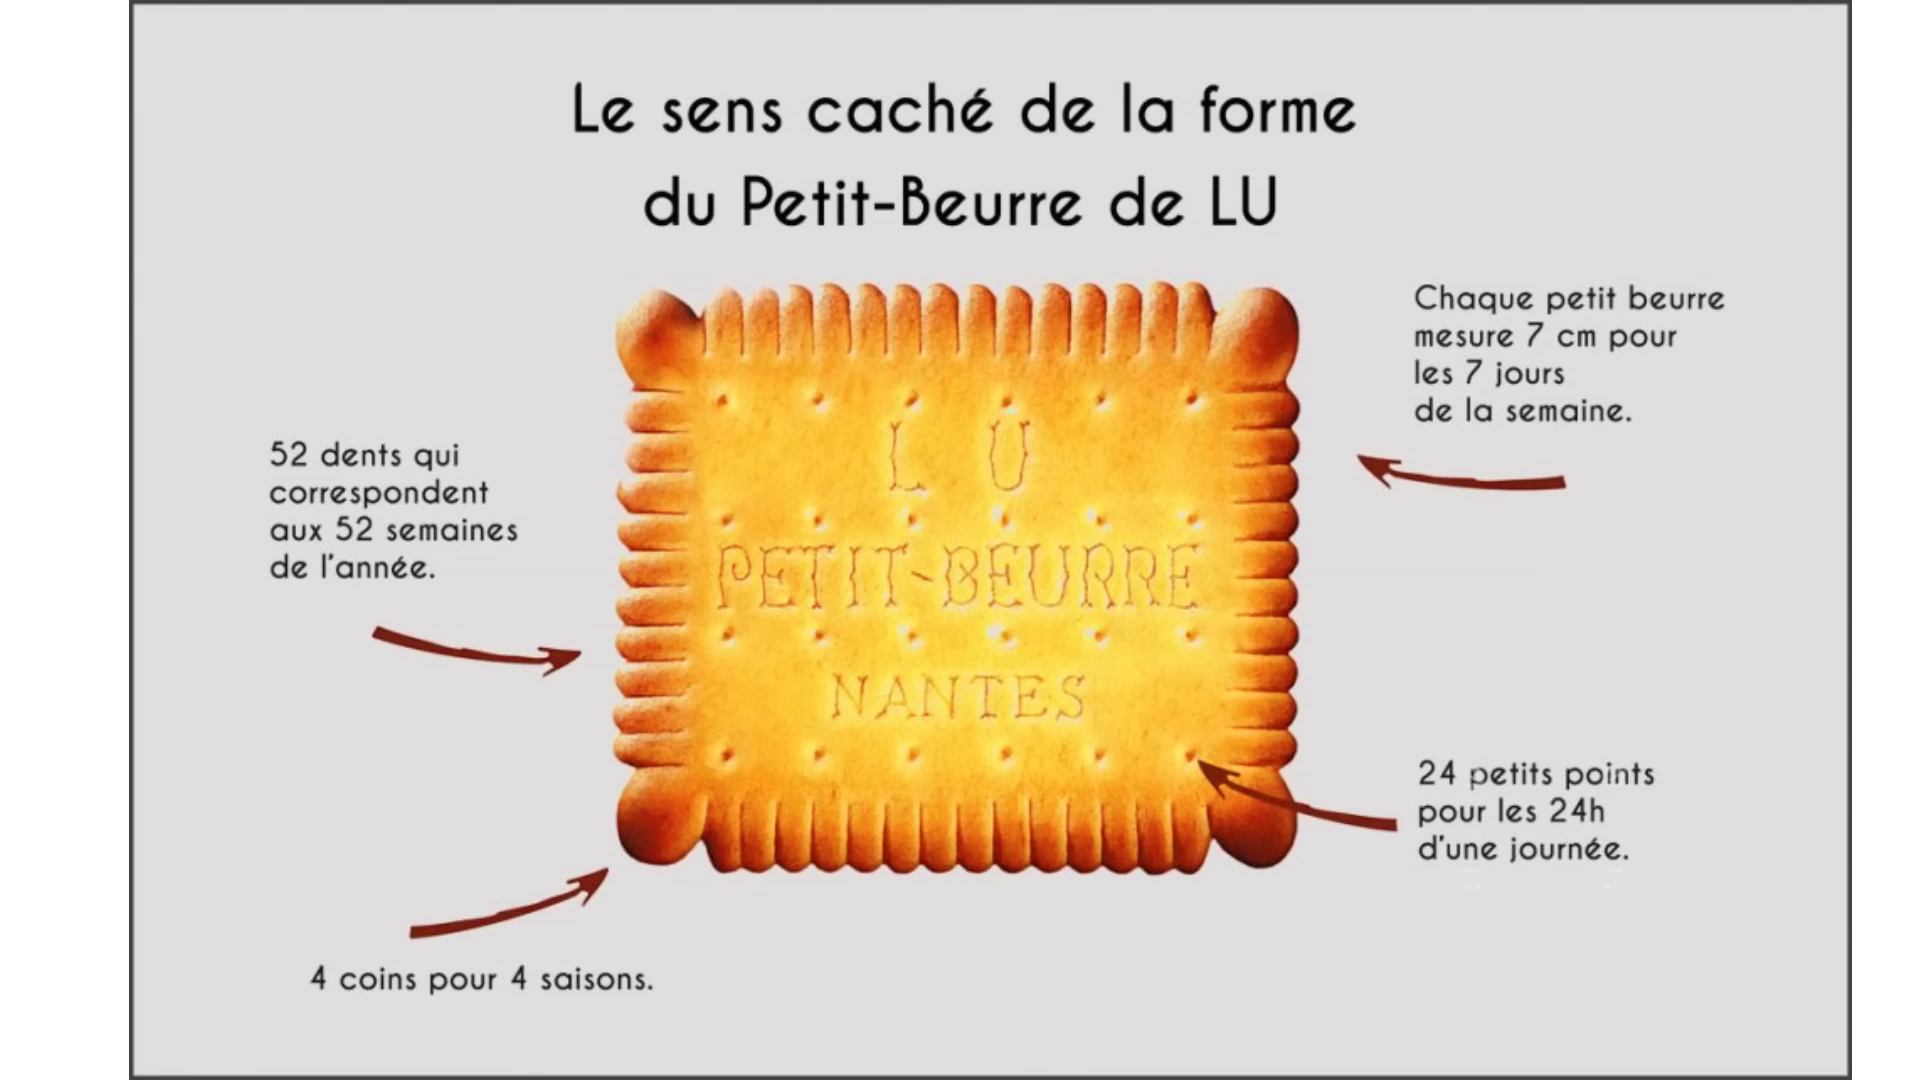 Le sens caché de la forme
du Petit-Beurre de LU
Chaque petit beurre
mesure 7 cm pour
les 7 jours
de la semaine.
52 dents qui
correspondent
aux 52 semaines
de l'année.
L U
PETIT-BEURRE
NANTES
24 petits points
pour les 24h
d'une journée.
4 coins pour 4 saisons.